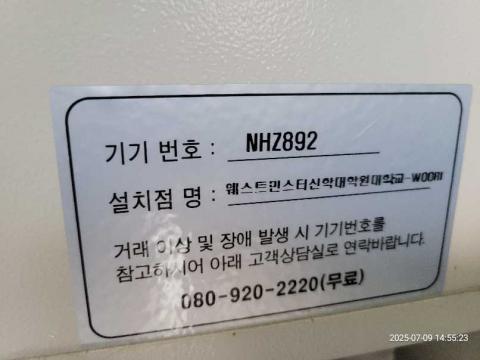 기기 번호 : NHZ892
설치점 명 : 웨스트민스터신학대학원대학교-WOORI
거래 이상 및 장애 발생 시 기기번호를
참고하시어 아래 고객상담실로 연락바랍니다.
080-920-2220(무료)
2025-07-09 14:55:23